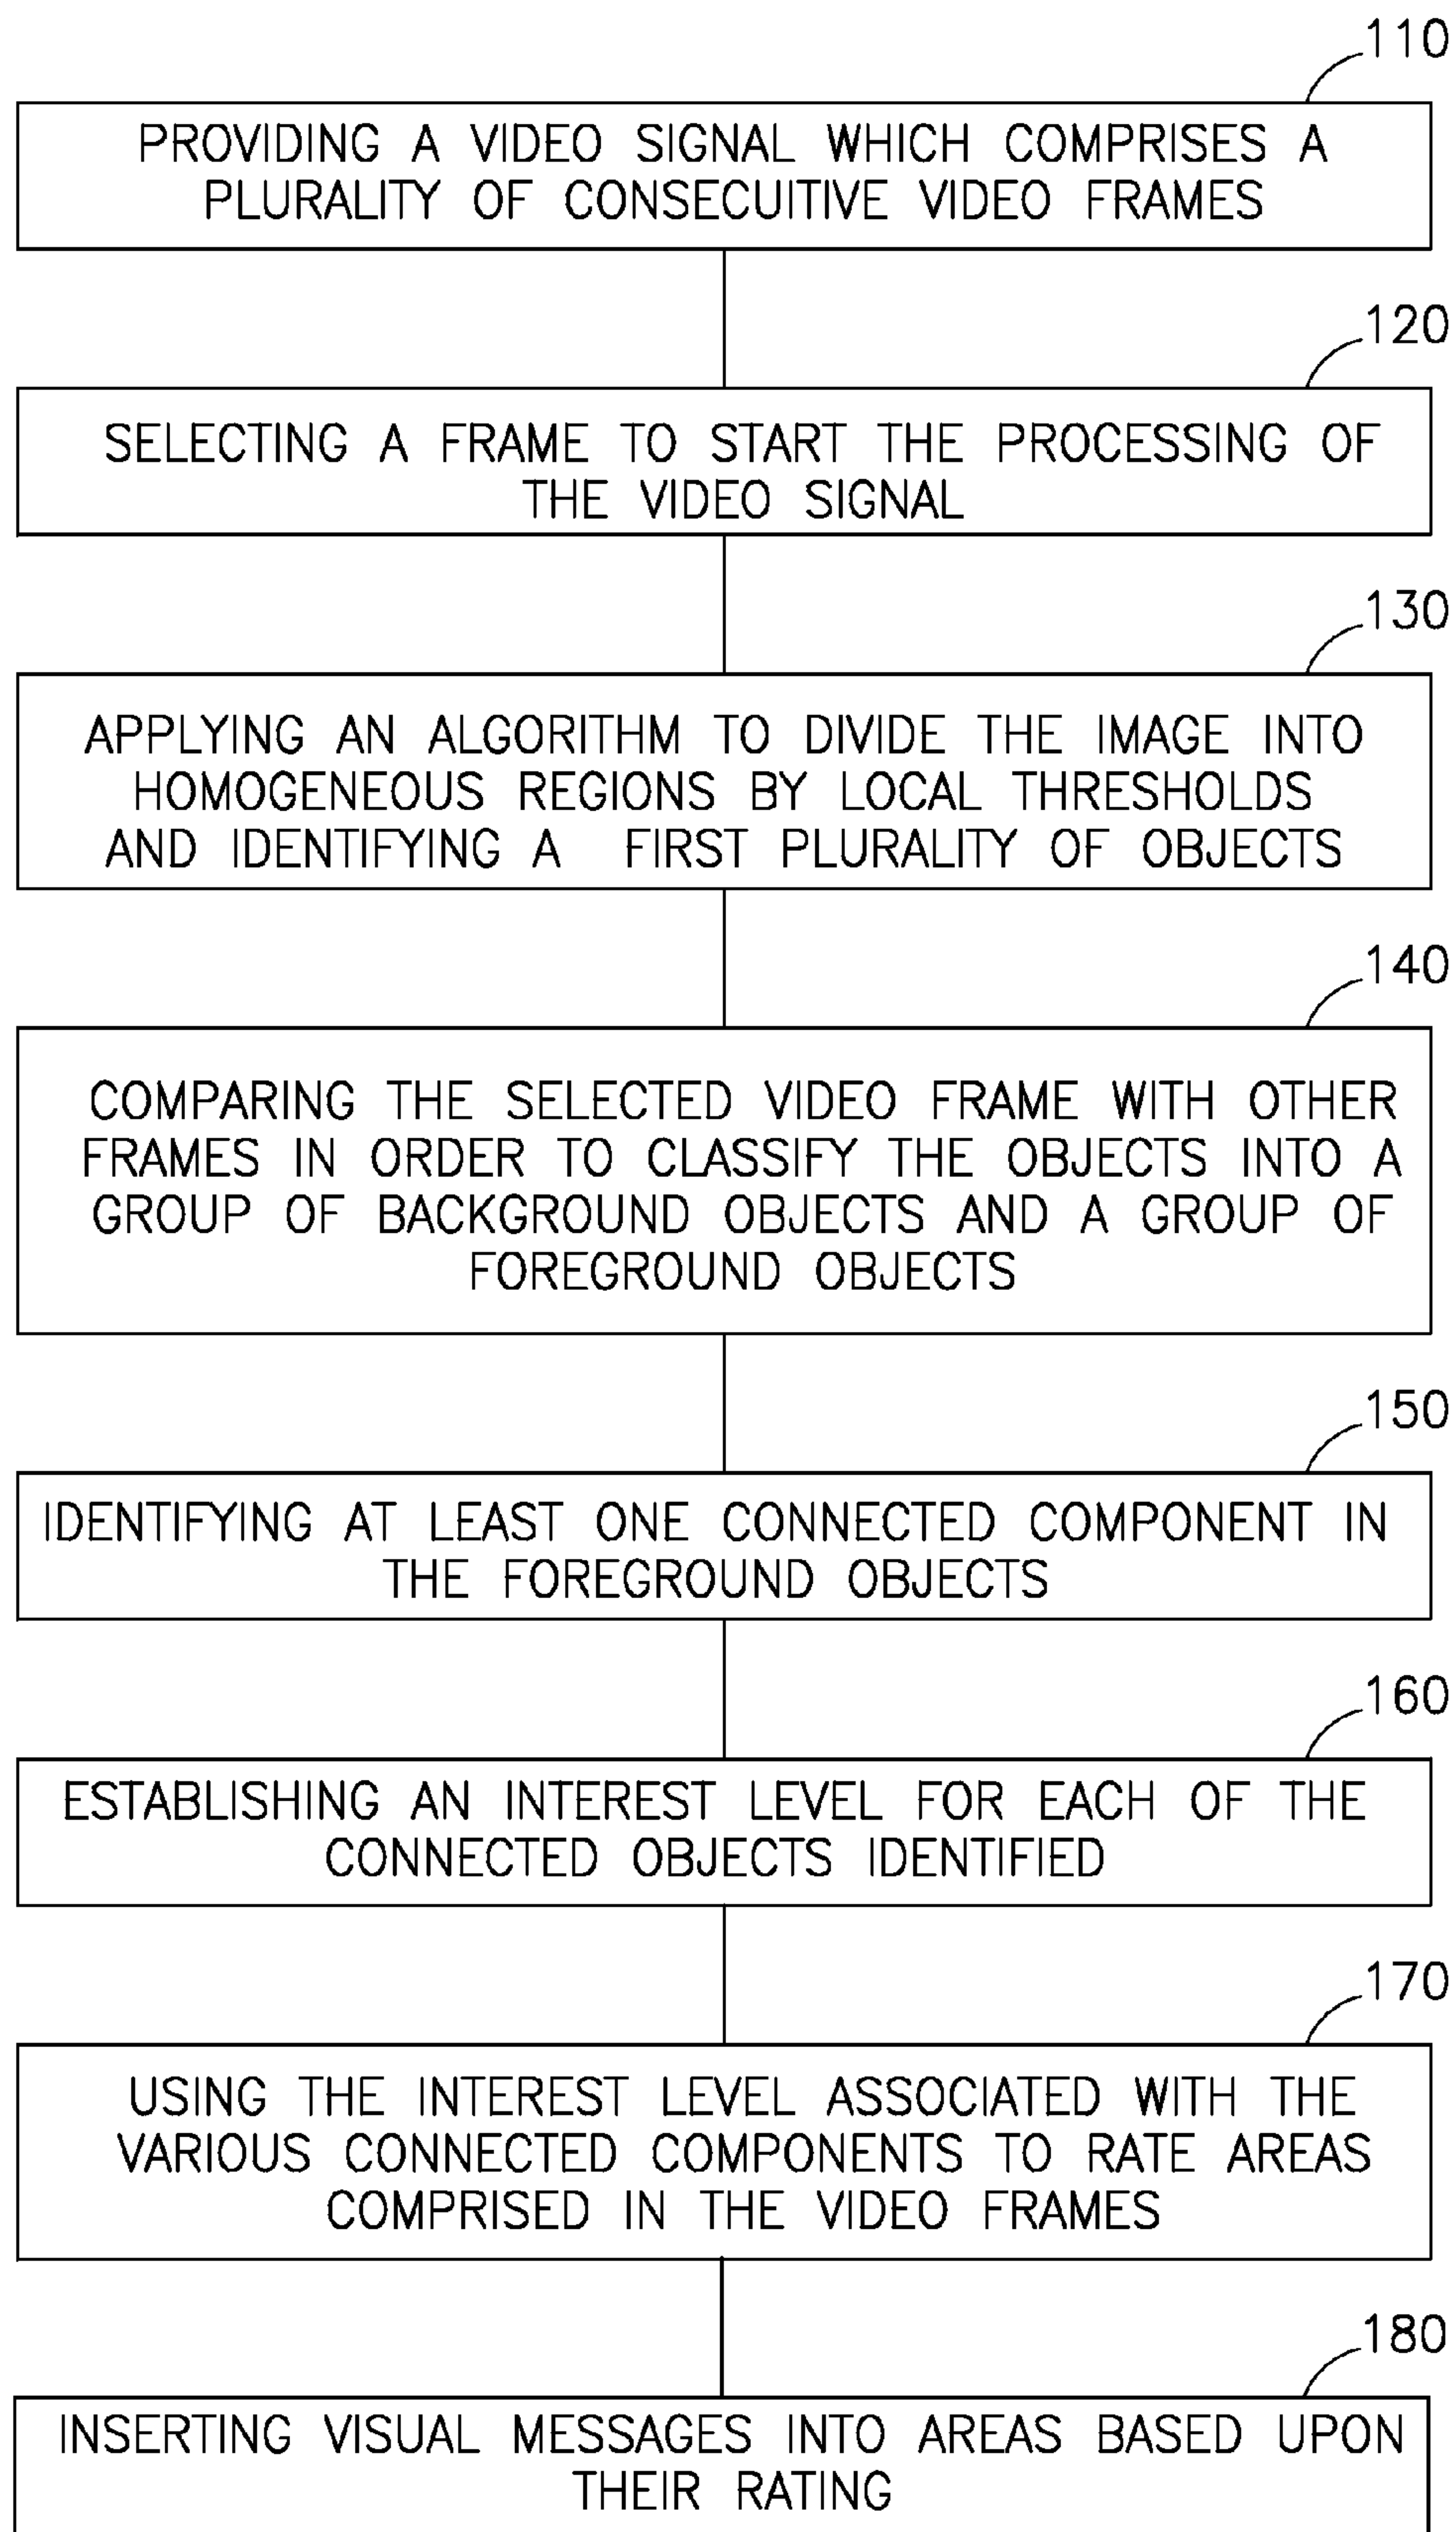 110
PROVIDING A VIDEO SIGNAL WHICH COMPRISES A
PLURALITY OF CONSECUITIVE VIDEO FRAMES
120
SELECTING A FRAME TO START THE PROCESSING OF
THE VIDEO SIGNAL
130
APPLYING AN ALGORITHM TO DIVIDE THE IMAGE INTO
HOMOGENEOUS REGIONS BY LOCAL THRESHOLDS
AND IDENTIFYING A FIRST PLURALITY OF OBJECTS
140
COMPARING THE SELECTED VIDEO FRAME WITH OTHER
FRAMES IN ORDER TO CLASSIFY THE OBJECTS INTO A
GROUP OF BACKGROUND OBJECTS AND A GROUP OF
FOREGROUND OBJECTS
150
IDENTIFYING AT LEAST ONE CONNECTED COMPONENT IN
THE FOREGROUND OBJECTS
160
ESTABLISHING AN INTEREST LEVEL FOR EACH OF THE
CONNECTED OBJECTS IDENTIFIED
170
USING THE INTEREST LEVEL ASSOCIATED WITH THE
VARIOUS CONNECTED COMPONENTS TO RATE AREAS
COMPRISED IN THE VIDEO FRAMES
180
INSERTING VISUAL MESSAGES INTO AREAS BASED UPON
THEIR RATING